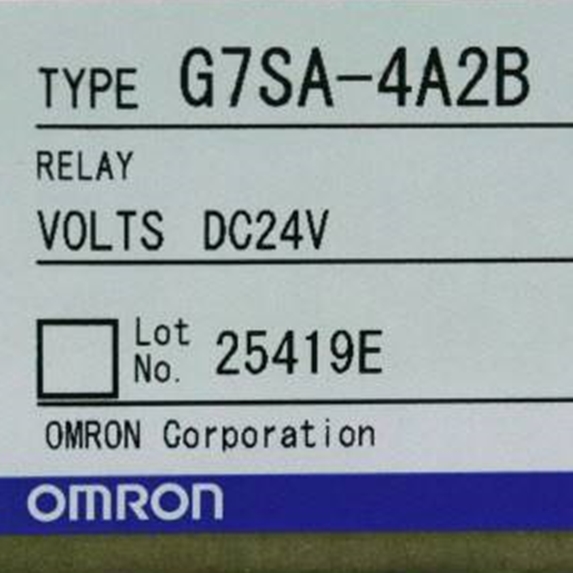 TYPE G7SA-4A2B
RELAY
VOLTS DC24V
Lot No. 25419E
OMRON Corporation
OMRON